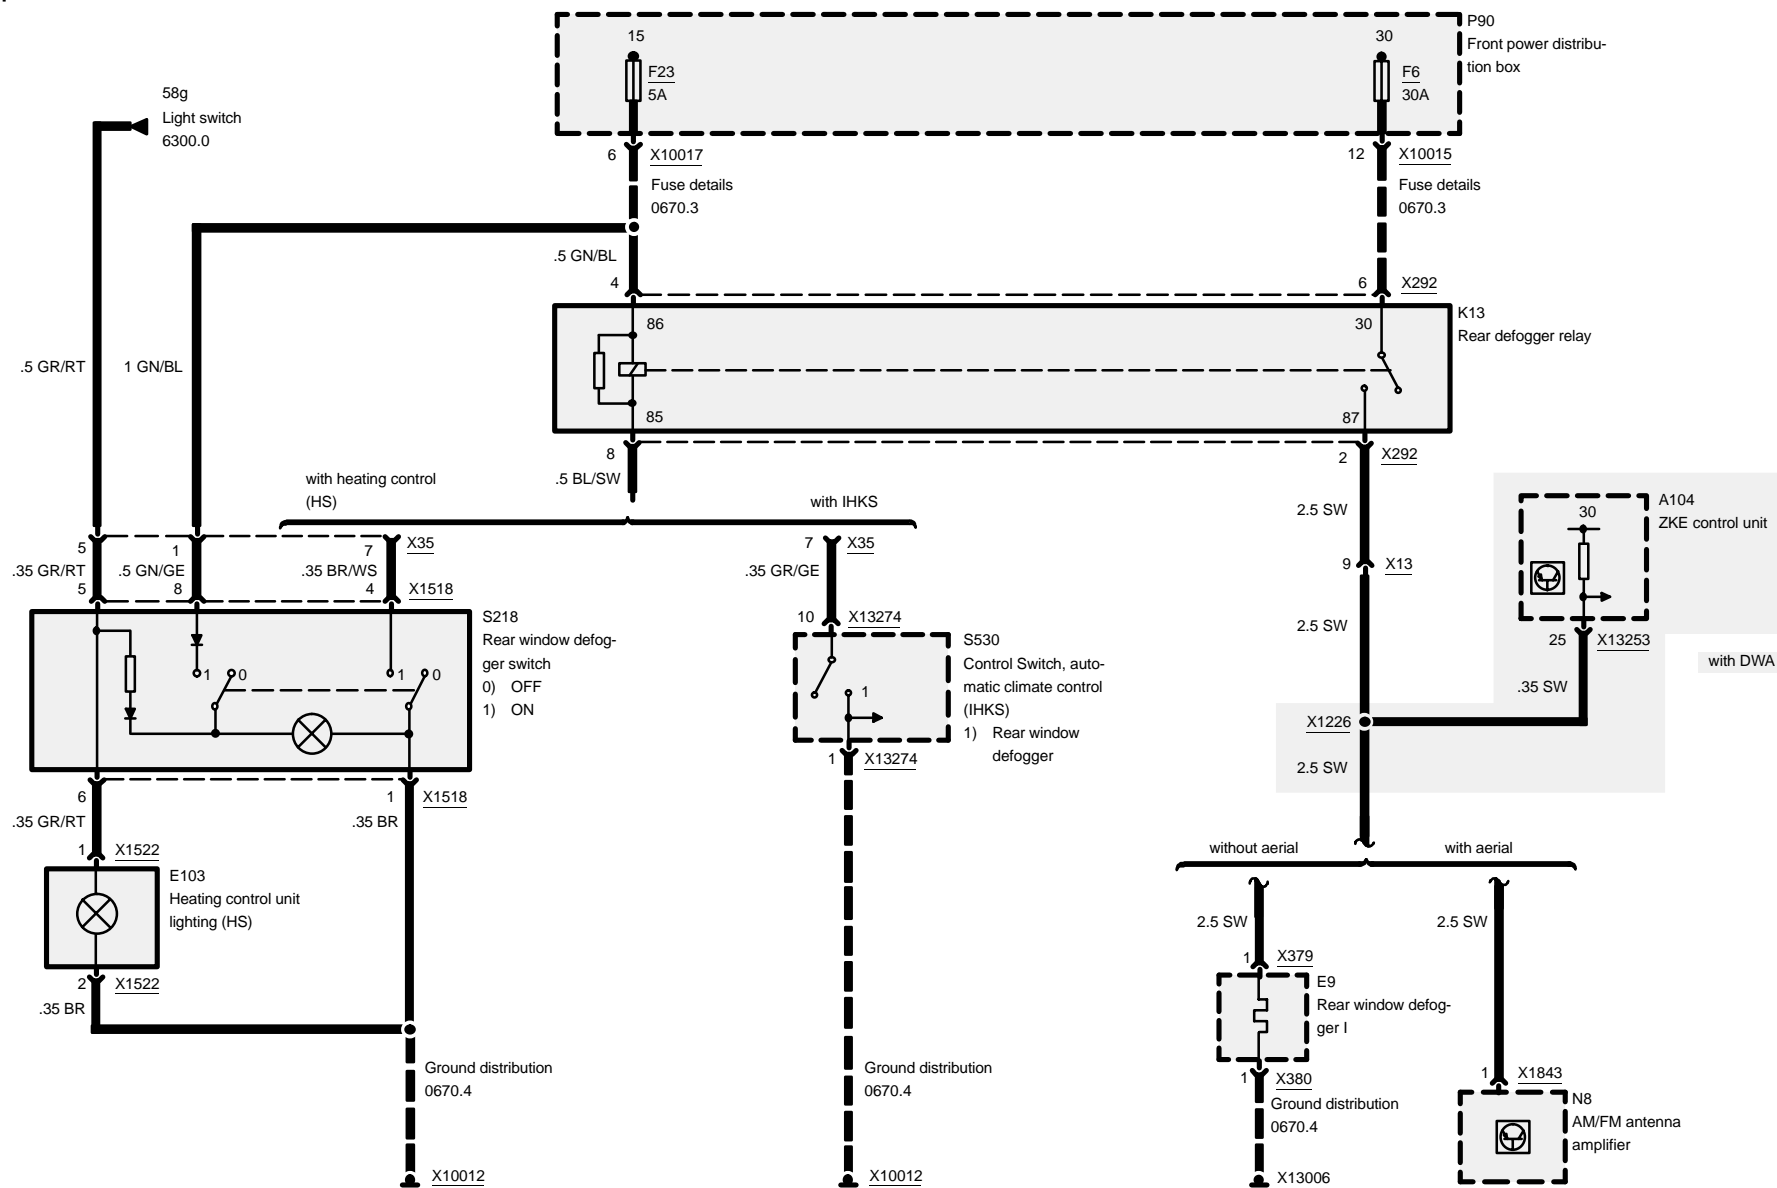 P90
Front power distribu-
tion box
15
F23
5A
30
F6
30A
58g
Light switch
6300.0
6 X10017
Fuse details
0670.3
12 X10015
Fuse details
0670.3
.5 GN/BL
4
6 X292
K13
Rear defogger relay
86
30
85
87
.5 GR/RT
1 GN/BL
8
.5 BL/SW
2 X292
with heating control
(HS)
with IHKS
2.5 SW
9 X13
2.5 SW
A104
ZKE control unit
30
25 X13253
with DWA
.35 SW
X1226
2.5 SW
5
1
7 X35
.35 GR/RT
.5 GN/GE
.35 BR/WS
5
8
4 X1518
S218
Rear window defog-
ger switch
0) OFF
1) ON
1 0
1 0
7 X35
.35 GR/GE
10 X13274
S530
Control Switch, auto-
matic climate control
(IHKS)
1) Rear window
defogger
1
1 X13274
6
1 X1518
.35 GR/RT
.35 BR
1 X1522
E103
Heating control unit
lighting (HS)
2 X1522
.35 BR
Ground distribution
0670.4
X10012
Ground distribution
0670.4
X10012
without aerial
with aerial
2.5 SW
2.5 SW
1 X379
E9
Rear window defog-
ger I
1 X380
Ground distribution
0670.4
X13006
1 X1843
N8
AM/FM antenna
amplifier